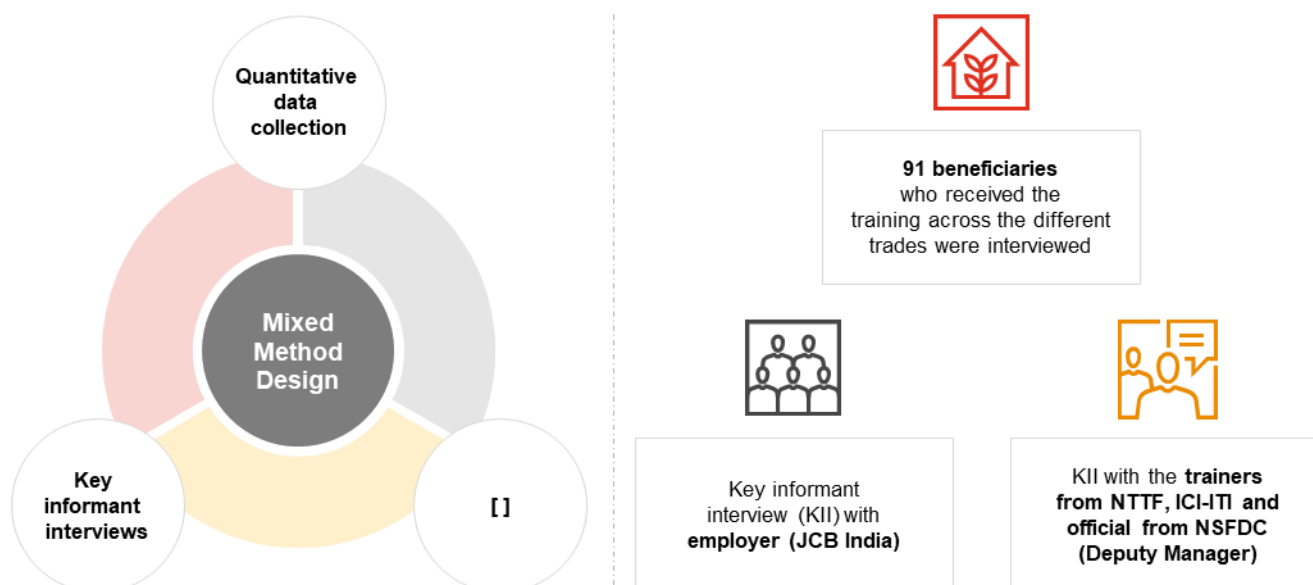 Quantitative
data
collection
Mixed
Method
Design
Key
informant
interviews
[ ]
91 beneficiaries
who received the
training across the different
trades were interviewed
Key informant
interview (KII) with
employer (JCB India)
KII with the trainers
from NTTF, ICI-ITI and
official from NSFDC
(Deputy Manager)